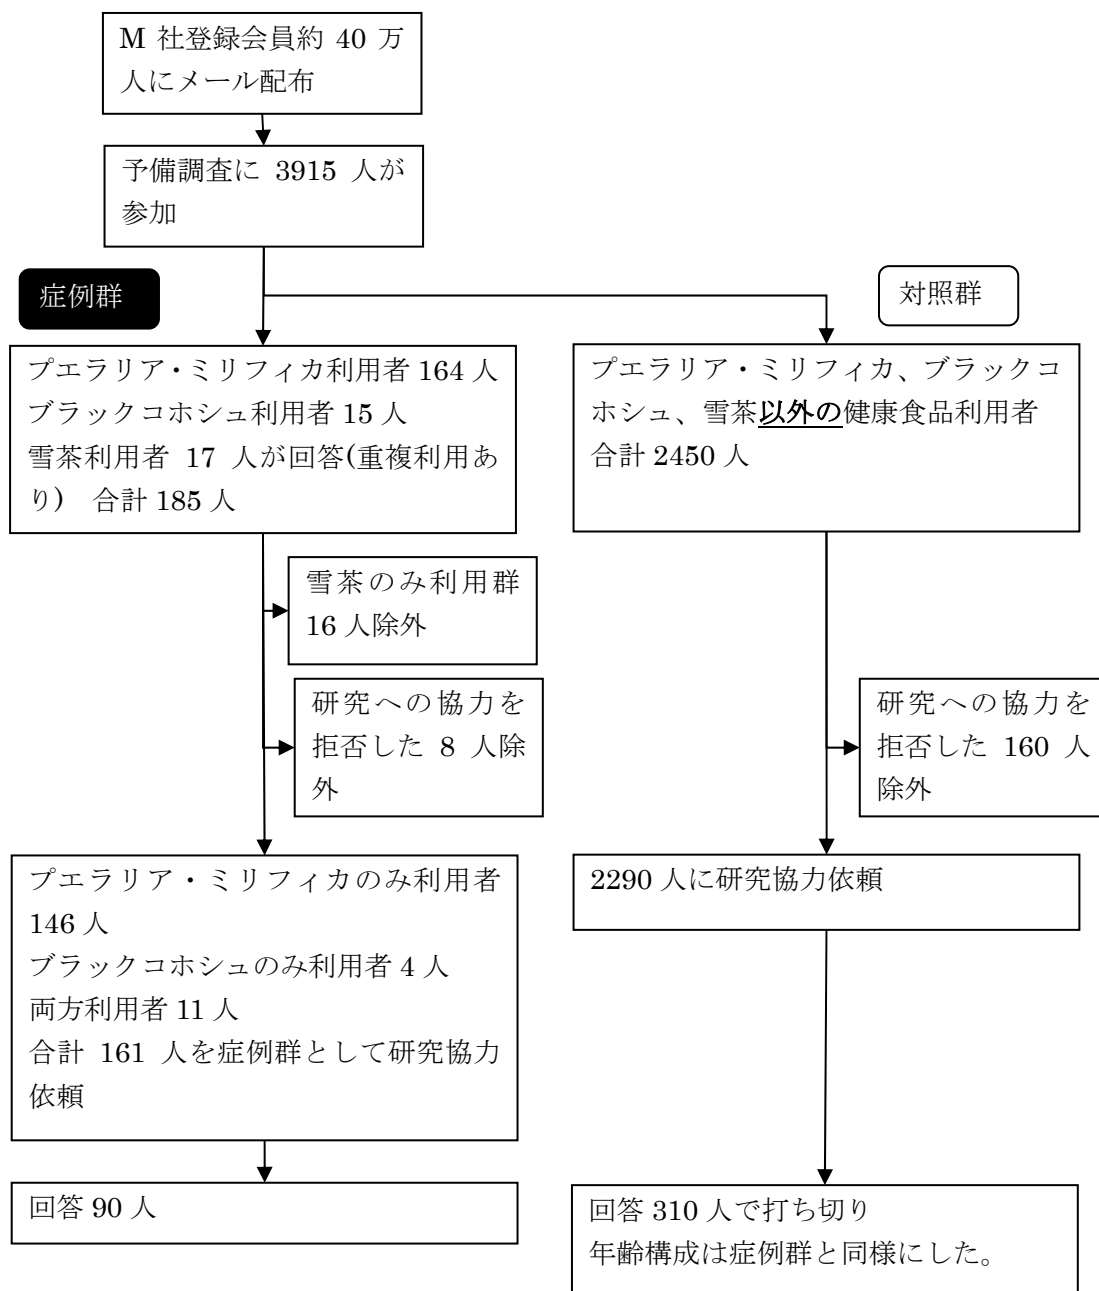 M 社登録会員約 40 万
人にメール配布
予備調査に 3915 人が
参加
症例群
対照群
プエラリア・ミリフィカ利用者 164 人
ブラックコホシュ利用者 15 人
雪茶利用者 17 人が回答(重複利用あ
り) 合計 185 人
プエラリア・ミリフィカ、ブラックコ
ホシュ、雪茶以外の健康食品利用者
合計 2450 人
雪茶のみ利用群
16 人除外
研究への協力を
拒否した 8 人除
外
研究への協力を
拒否した 160 人
除外
プエラリア・ミリフィカのみ利用者
146 人
ブラックコホシュのみ利用者 4 人
両方利用者 11 人
合計 161 人を症例群として研究協力
依頼
2290 人に研究協力依頼
回答 90 人
回答 310 人で打ち切り
年齢構成は症例群と同様にした。